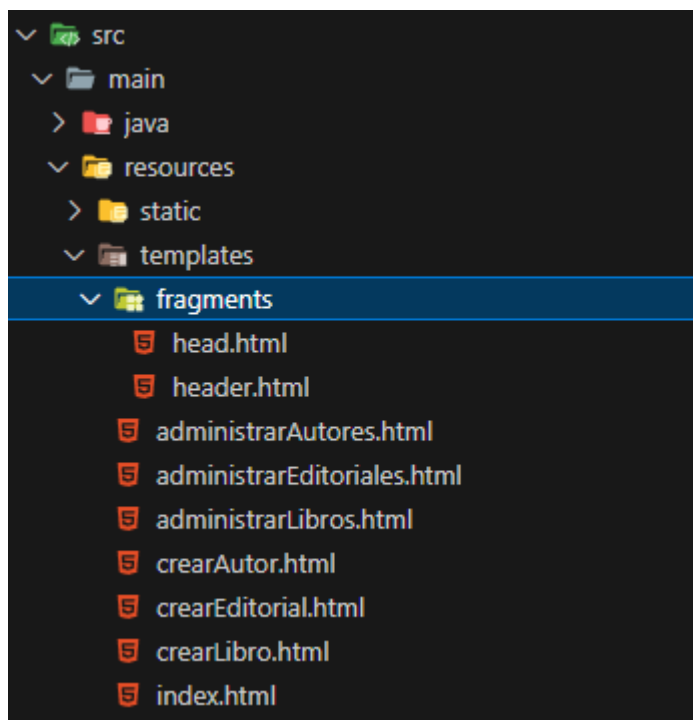 src
main
java
resources
static
templates
fragments
head.html
header.html
administrarAutores.html
administrarEditoriales.html
administrarLibros.html
crearAutor.html
crearEditorial.html
crearLibro.html
index.html